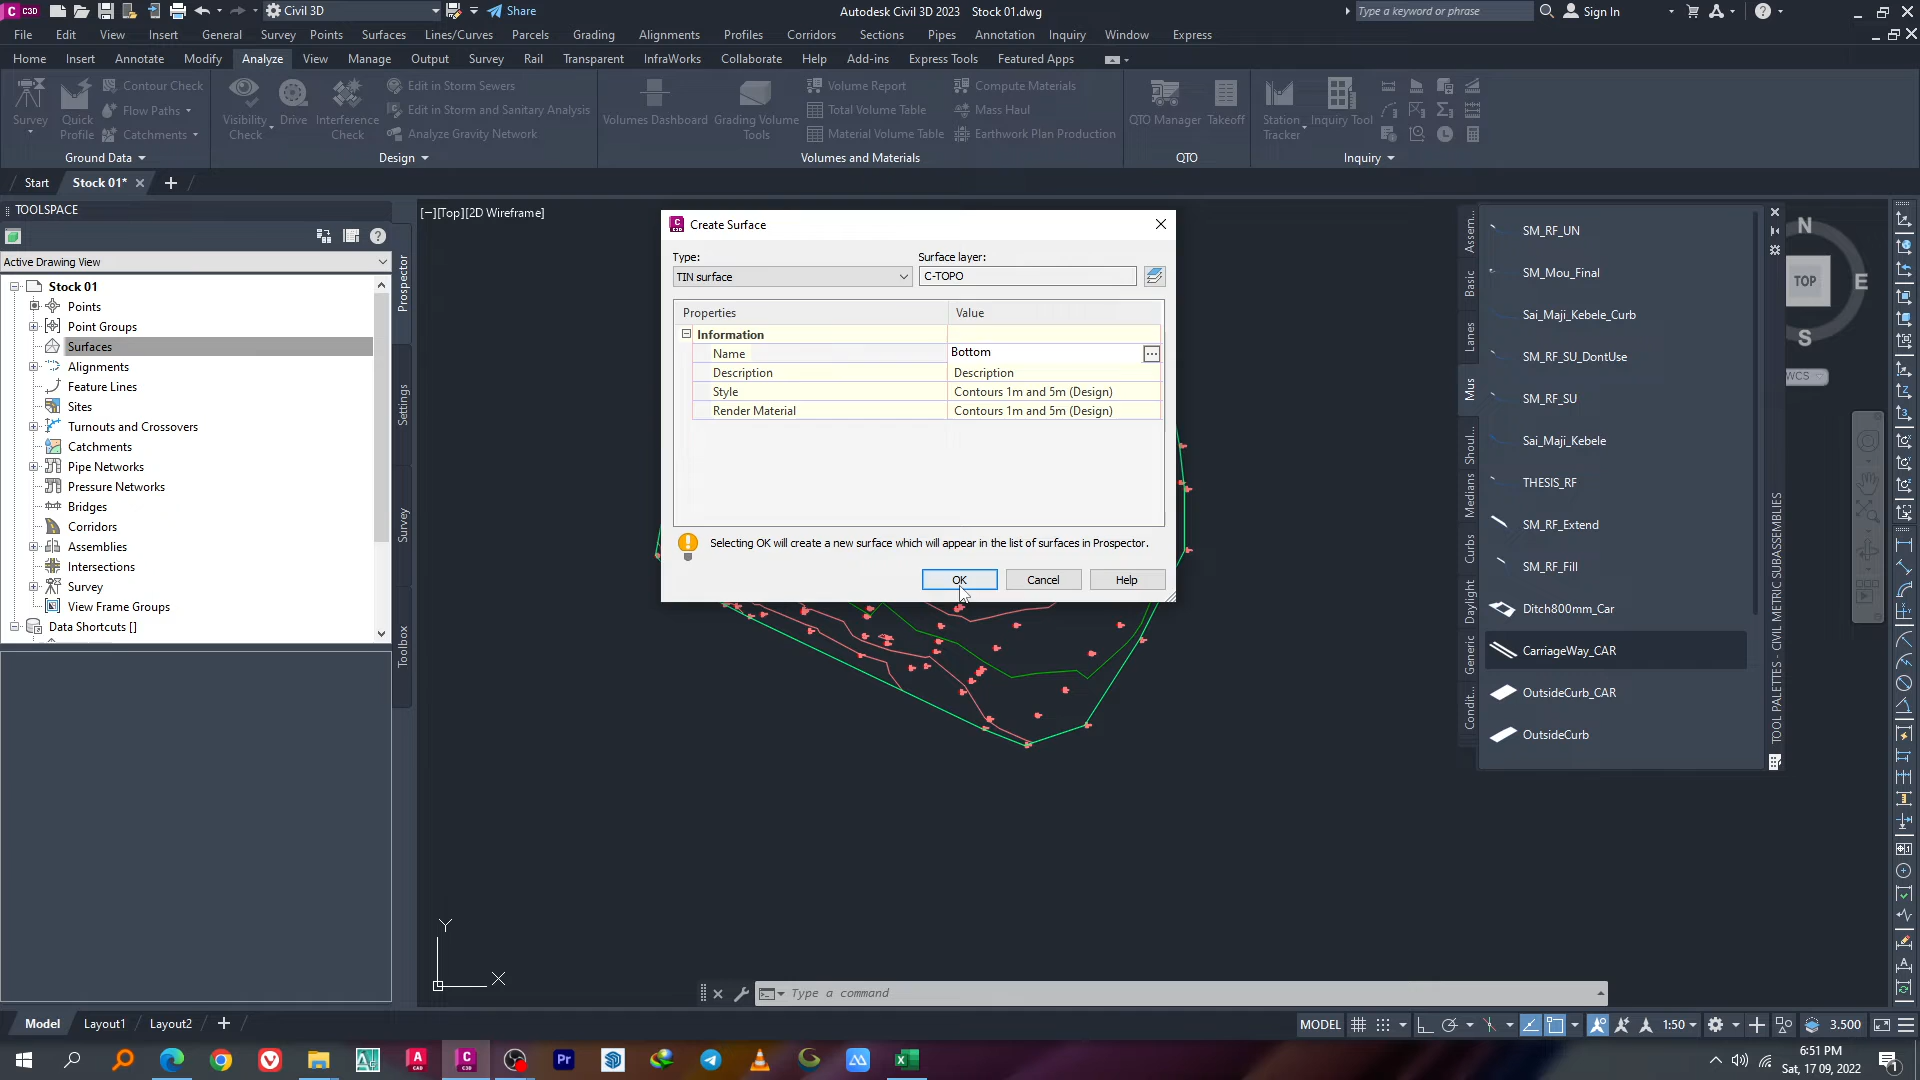 C3D Civil 3D Share Autodesk Civil 3D 2023 Stock 01.dwg Type a keyword or phrase Sign In
File Edit View Insert General Survey Points Surfaces Lines/Curves Parcels Grading Alignments Profiles Corridors Sections Pipes Annotation Inquiry Window Express
Home Insert Annotate Modify Analyze View Manage Output Survey Rail Transparent InfraWorks Collaborate Help Add-ins Express Tools Featured Apps
Contour Check Edit in Storm Sewers Volume Report Compute Materials
Flow Paths Edit in Storm and Sanitary Analysis Total Volume Table Mass Haul
Survey Quick Profile Catchments Visibility Check Drive Interference Check Analyze Gravity Network Volumes Dashboard Grading Volume Tools Material Volume Table Earthwork Plan Production QTO Manager Takeoff Station Tracker Inquiry Tool
Ground Data Design Volumes and Materials QTO Inquiry
Start Stock 01*
TOOLSPACE
Active Drawing View
Stock 01
Points
Point Groups
Surfaces
Alignments
Feature Lines
Sites
Turnouts and Crossovers
Catchments
Pipe Networks
Pressure Networks
Bridges
Corridors
Assemblies
Intersections
Survey
View Frame Groups
Data Shortcuts []
Prospector
Settings
Survey
Toolbox
[−][Top][2D Wireframe]
Create Surface
Type: Surface layer:
TIN surface C-TOPO
Properties Value
Information
Name Bottom
Description Description
Style Contours 1m and 5m (Design)
Render Material Contours 1m and 5m (Design)
Selecting OK will create a new surface which will appear in the list of surfaces in Prospector.
OK Cancel Help
Assem...
Basic
Lanes
Mus
Shoul...
Medians
Curbs
Daylight
Generic
Condit...
SM_RF_UN
SM_Mou_Final
Sai_Maji_Kebele_Curb
SM_RF_SU_DontUse
SM_RF_SU
Sai_Maji_Kebele
THESIS_RF
SM_RF_Extend
SM_RF_Fill
Ditch800mm_Car
CarriageWay_CAR
OutsideCurb_CAR
OutsideCurb
TOOL PALETTES - CIVIL METRIC SUBASSEMBLIES
N
TOP E
S
WCS
Y
X
Type a command
Model Layout1 Layout2 MODEL 1:50 3.500
6:51 PM
Sat, 17 09, 2022